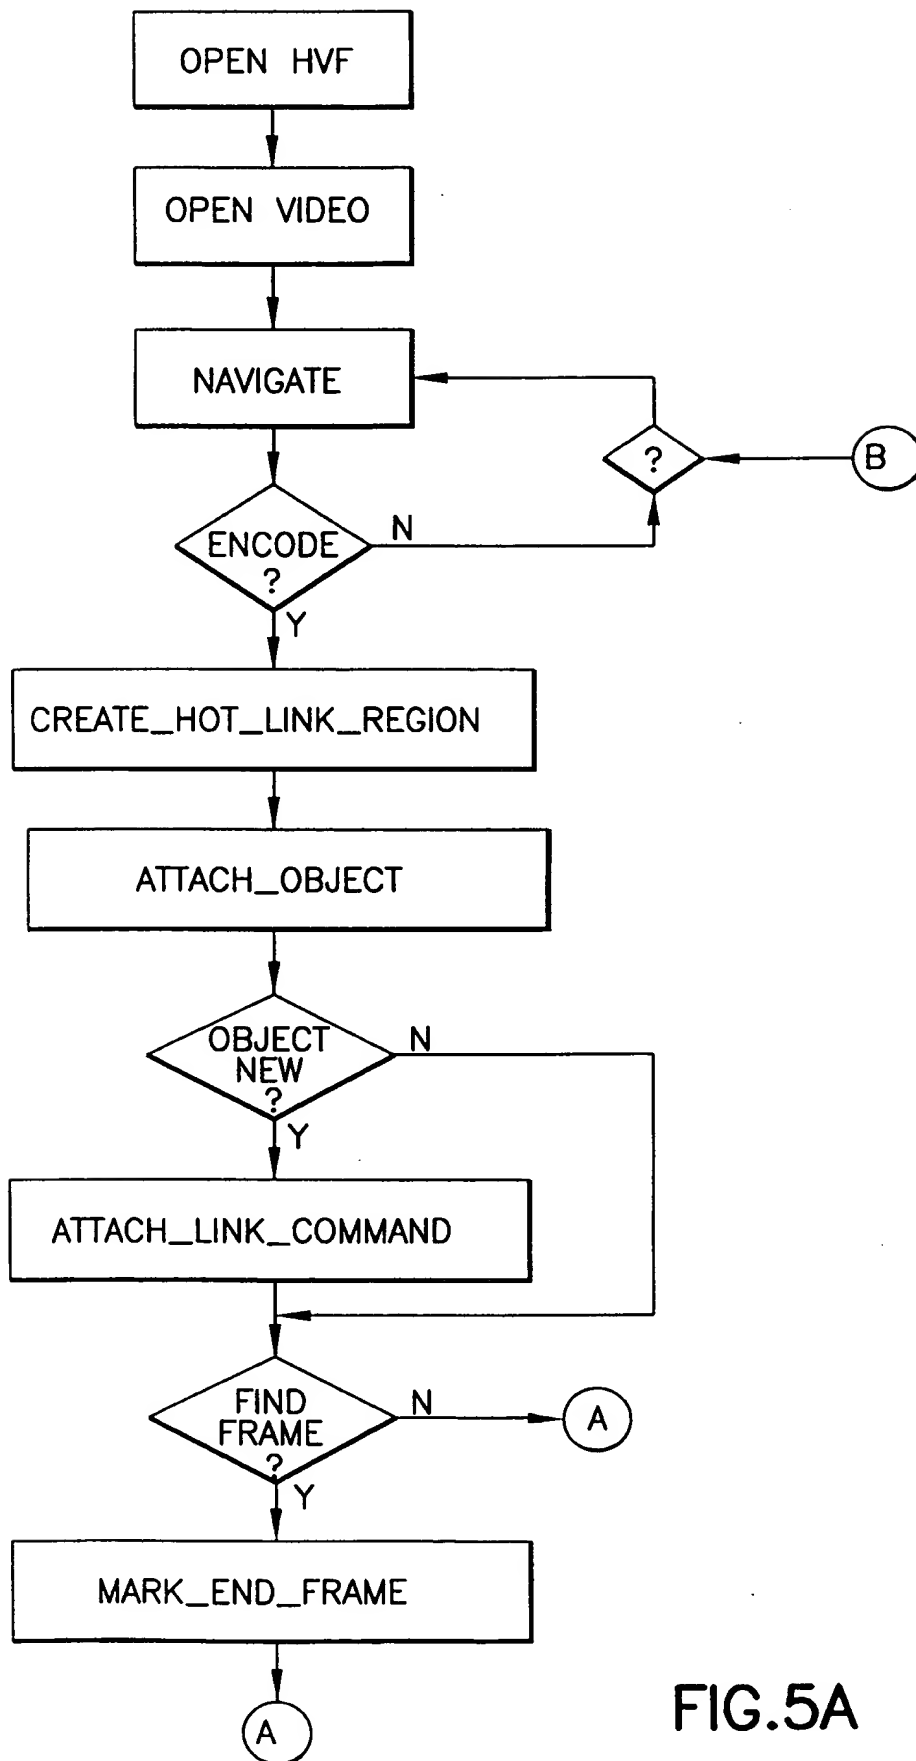 OPEN HVF
OPEN VIDEO
NAVIGATE
?
B
ENCODE
?
N
Y
CREATE_HOT_LINK_REGION
ATTACH_OBJECT
OBJECT
NEW
?
N
Y
ATTACH_LINK_COMMAND
FIND
FRAME
?
N
A
Y
MARK_END_FRAME
A
FIG.5A